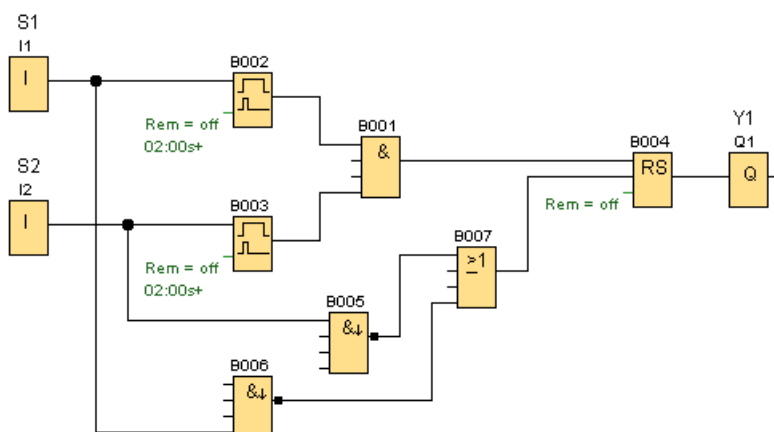 S1
I1
I
B002
Rem = off
02:00s+
B001
&
Y1
Q1
B004
RS
Q
Rem = off
S2
I2
I
B003
Rem = off
02:00s+
B007
≥1
B005
&↓
B006
&↓